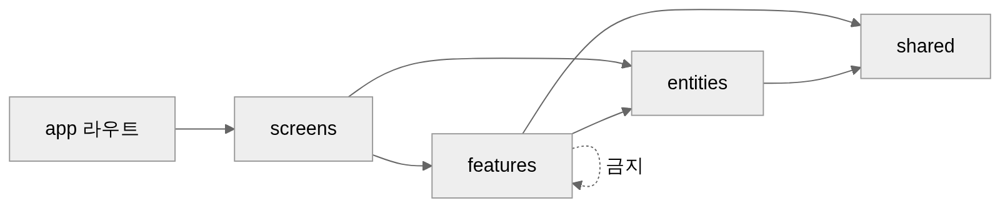 app 라우트
screens
features
금지
entities
shared